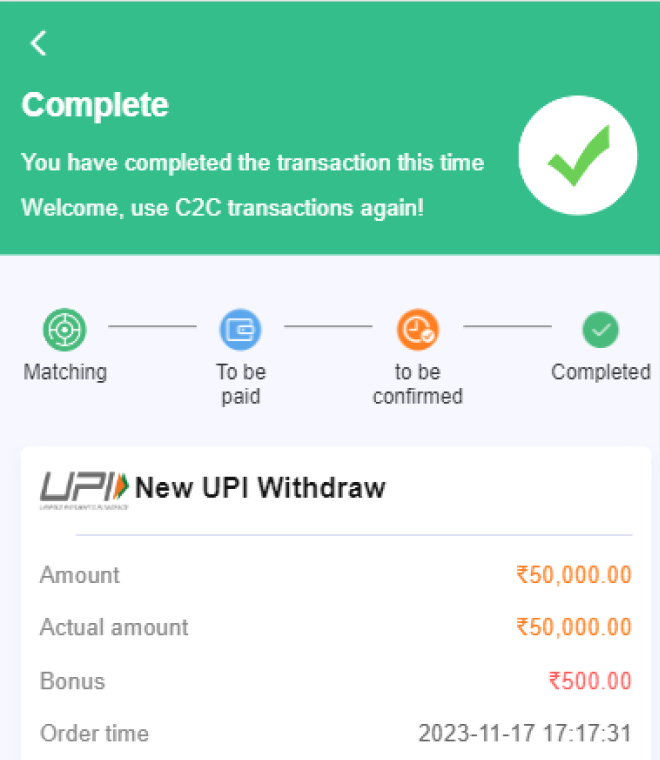 Complete
You have completed the transaction this time
Welcome, use C2C transactions again!
Matching
To be
paid
to be
confirmed
Completed
UPI New UPI Withdraw
Amount ₹50,000.00
Actual amount ₹50,000.00
Bonus ₹500.00
Order time 2023-11-17 17:17:31